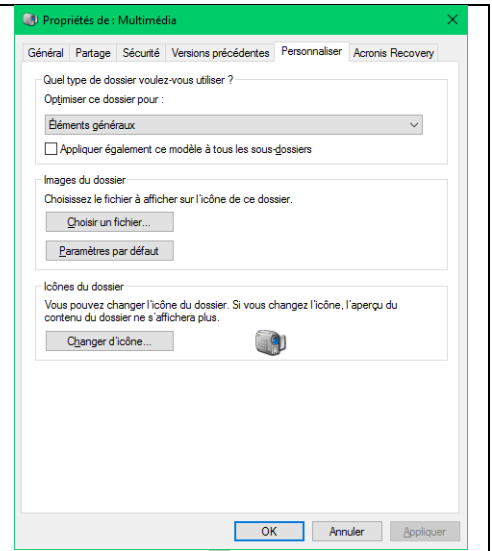 Propriétés de : Multimédia
Général Partage Sécurité Versions précédentes Personnaliser Acronis Recovery
Quel type de dossier voulez-vous utiliser ?
Optimiser ce dossier pour :
Éléments généraux
Appliquer également ce modèle à tous les sous-dossiers
Images du dossier
Choisissez le fichier à afficher sur l'icône de ce dossier.
Choisir un fichier...
Paramètres par défaut
Icônes du dossier
Vous pouvez changer l'icône du dossier. Si vous changez l'icône, l'aperçu du
contenu du dossier ne s'affichera plus.
Changer d'icône...
OK Annuler Appliquer